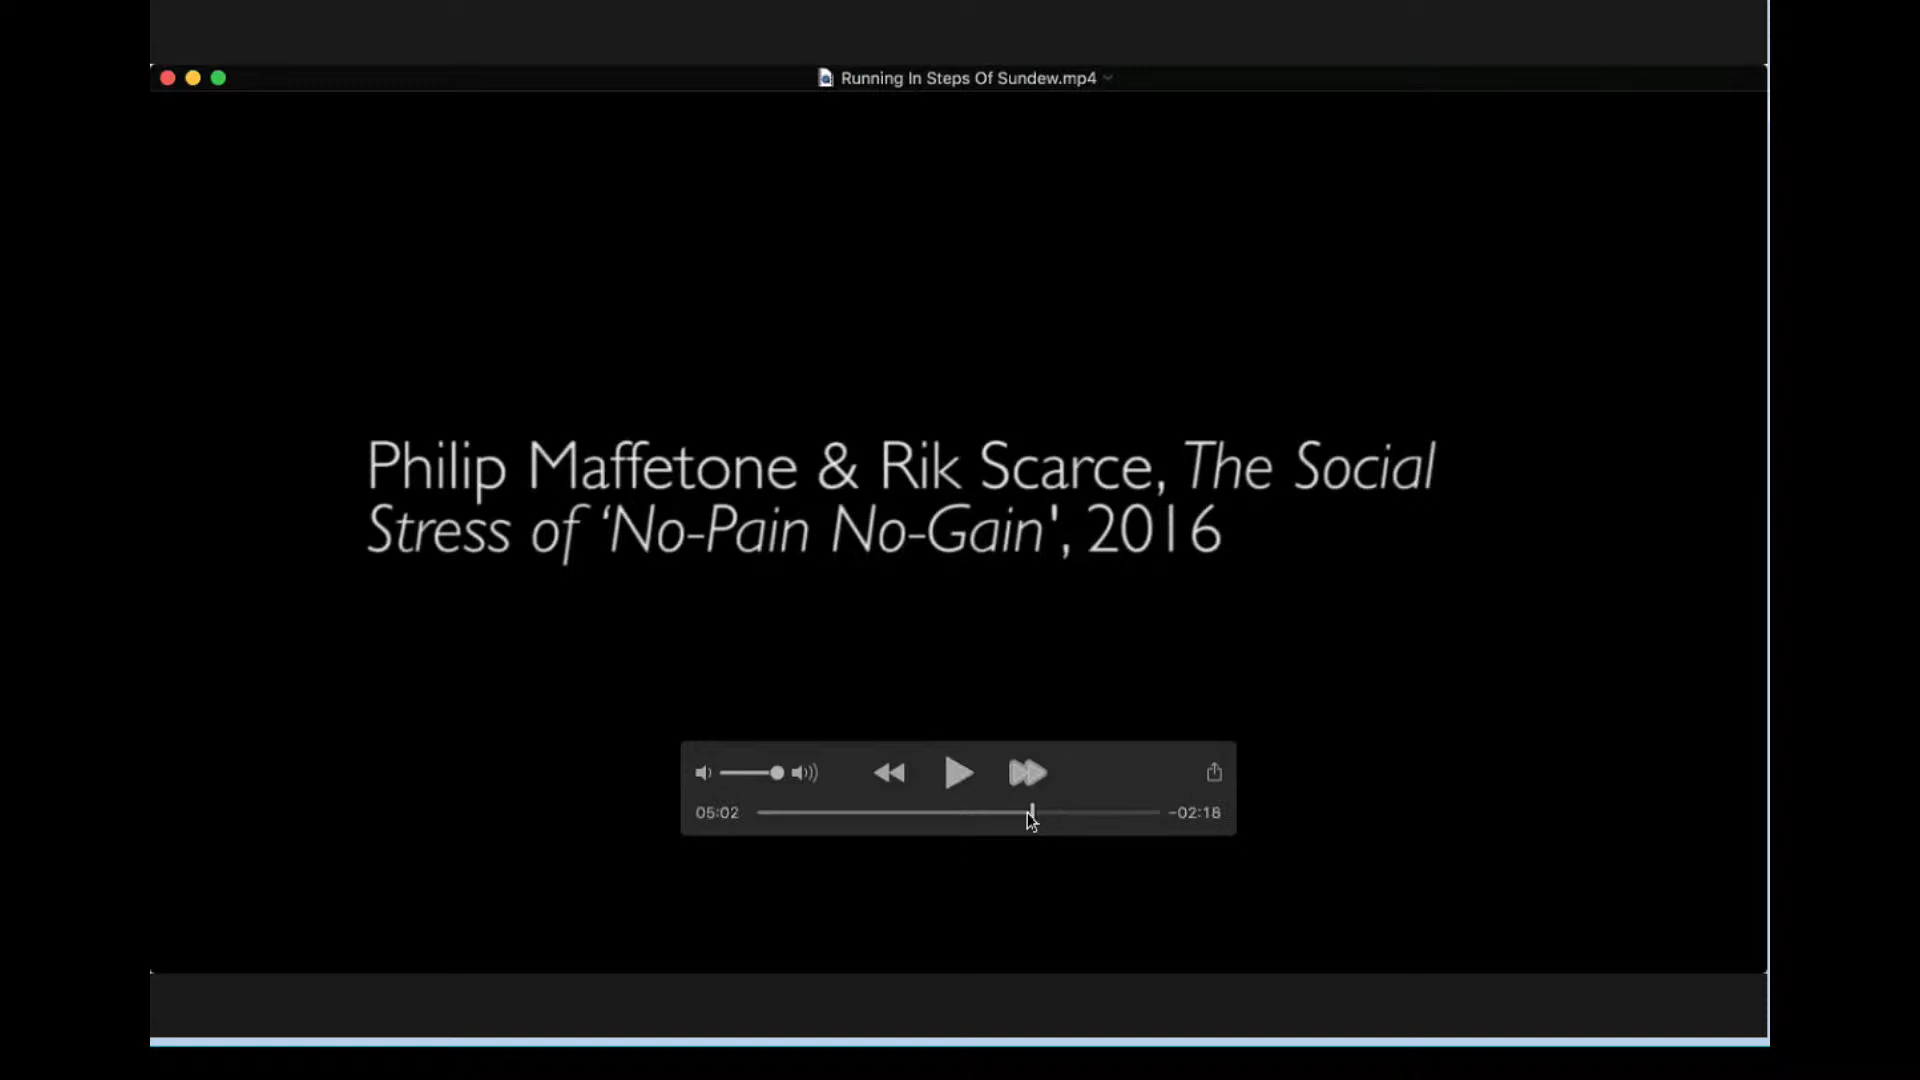 Running In Steps Of Sundew.mp4
Philip Maffetone & Rik Scarce, The Social
Stress of ‘No-Pain No-Gain', 2016
05:02
-02:18